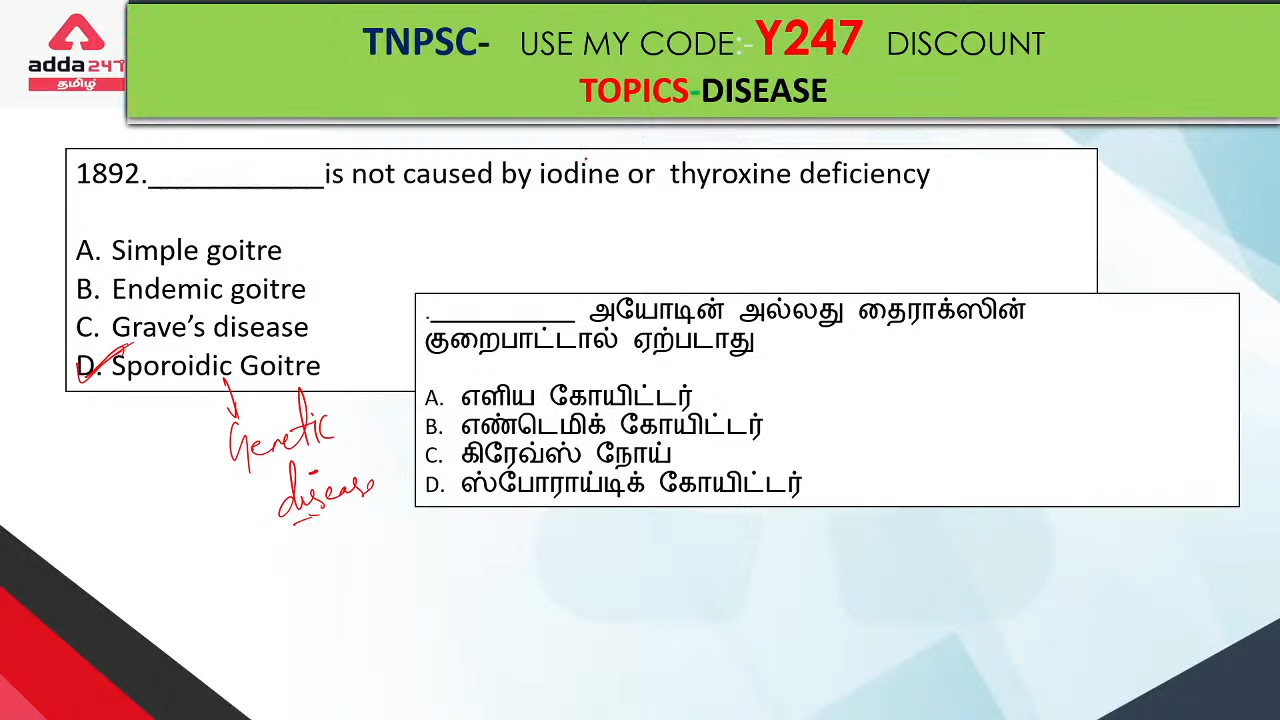 adda247
தமிழ்
TNPSC- USE MY CODE:-Y247 DISCOUNT
TOPICS-DISEASE
1892.____________is not caused by iodine or thyroxine deficiency
A. Simple goitre
B. Endemic goitre
C. Grave’s disease
D. Sporoidic Goitre
Genetic
disease
.___________ அயோடின் அல்லது தைராக்ஸின்
குறைபாட்டால் ஏற்படாது
A. எளிய கோயிட்டர்
B. எண்டெமிக் கோயிட்டர்
C. கிரேவ்ஸ் நோய்
D. ஸ்போராய்டிக் கோயிட்டர்